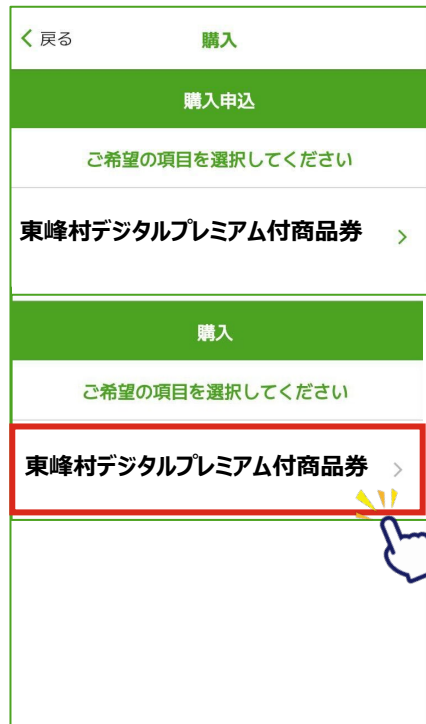 戻る 購入
購入申込
ご希望の項目を選択してください
東峰村デジタルプレミアム付商品券
購入
ご希望の項目を選択してください
東峰村デジタルプレミアム付商品券